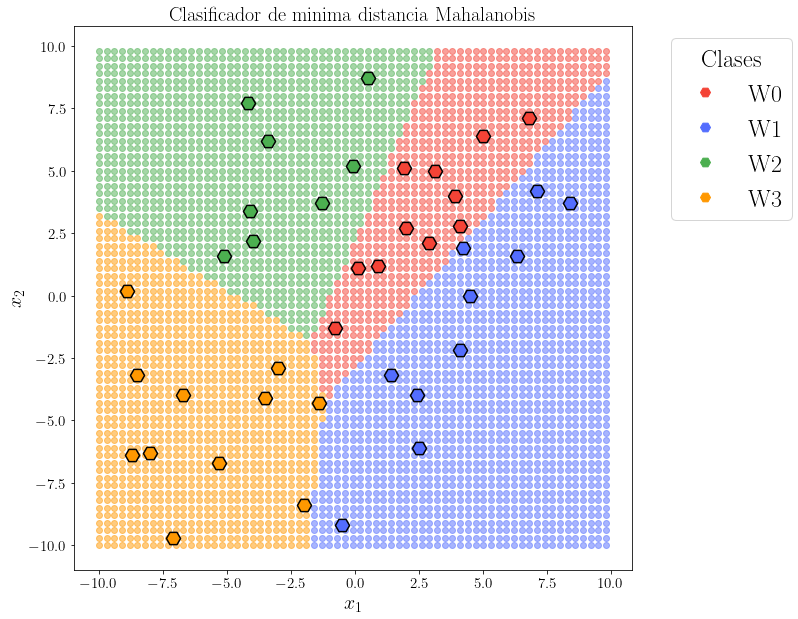 Clasificador de minima distancia Mahalanobis
10.0
7.5
5.0
2.5
0.0
−2.5
−5.0
−7.5
−10.0
x2
−10.0 −7.5 −5.0 −2.5 0.0 2.5 5.0 7.5 10.0
x1
Clases
W0
W1
W2
W3